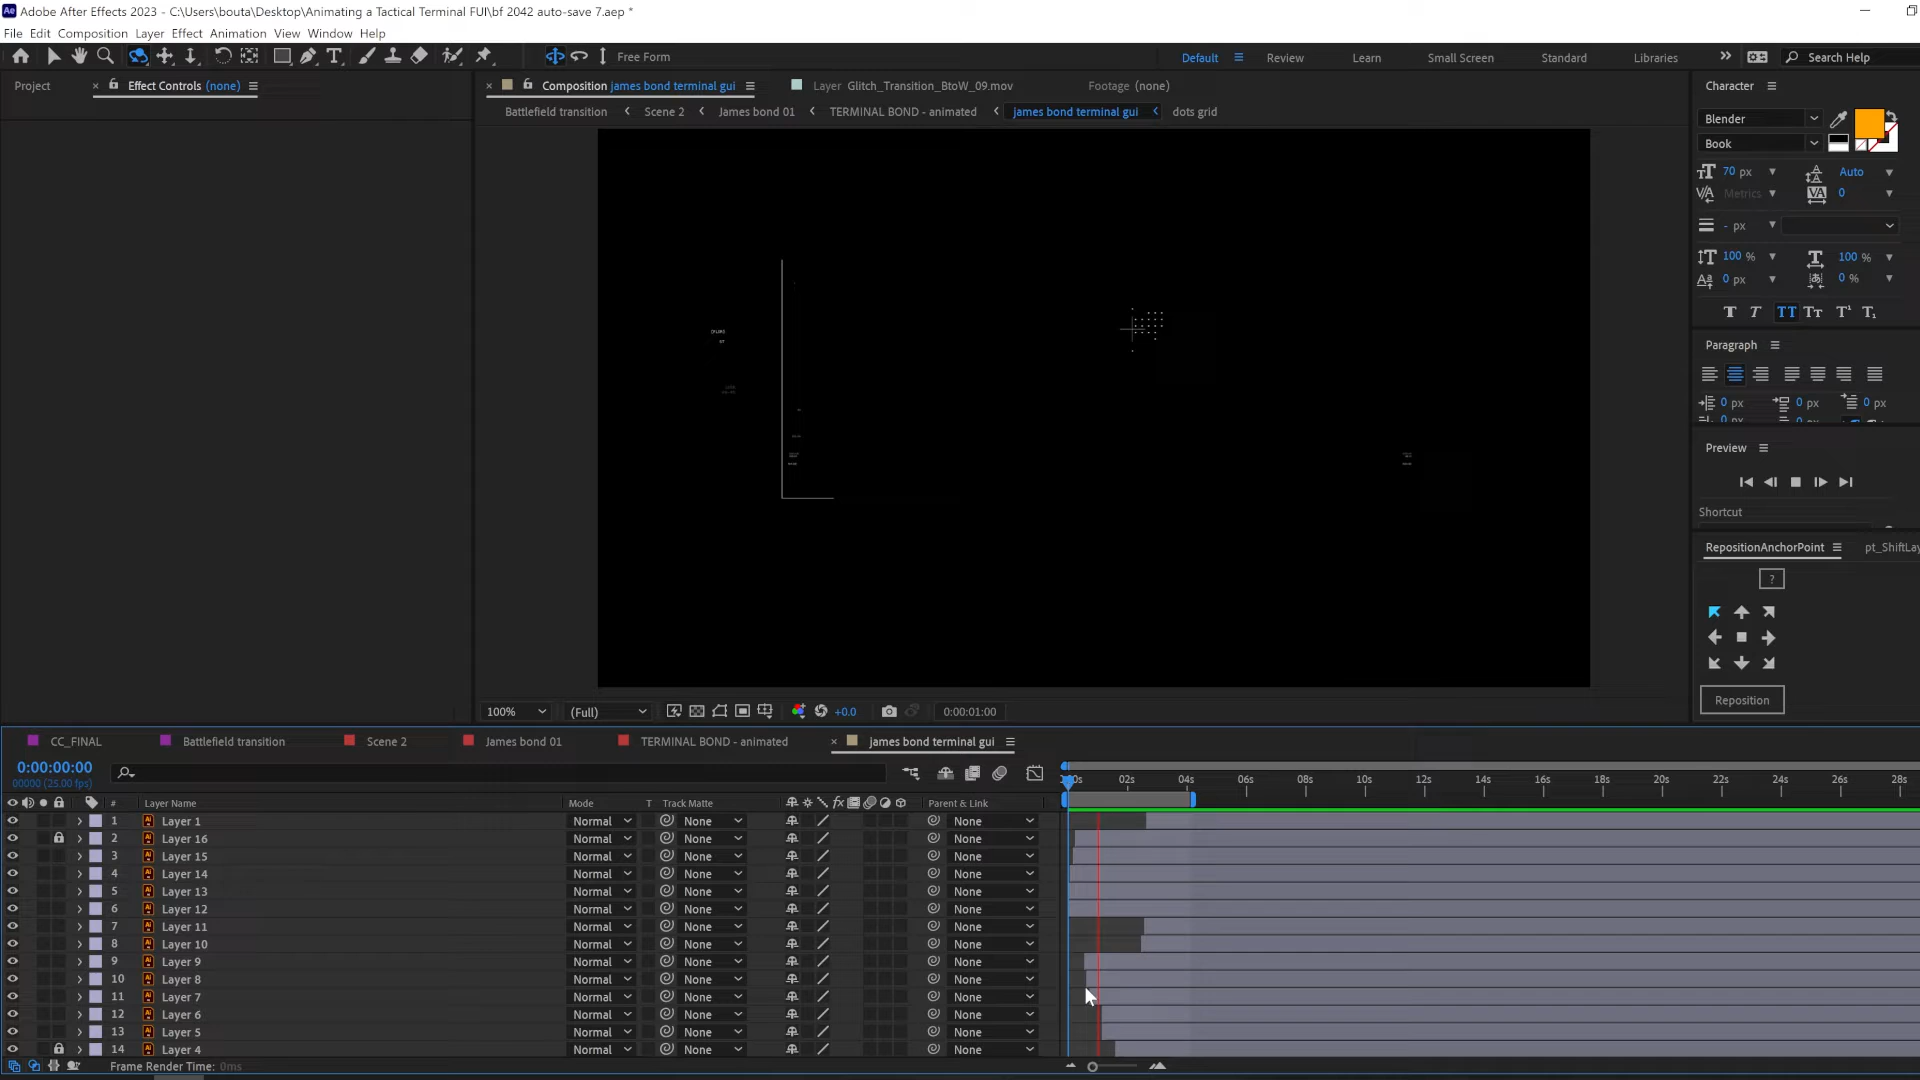 Adobe After Effects 2023 - C:\Users\bouta\Desktop\Animating a Tactical Terminal FUI\bf 2042 auto-save 7.aep *
File Edit Composition Layer Effect Animation View Window Help
Free Form
Default Review Learn Small Screen Standard Libraries
Search Help
Project Effect Controls (none)
Composition james bond terminal gui Layer Glitch_Transition_BtoW_09.mov Footage (none)
Battlefield transition Scene 2 James bond 01 TERMINAL BOND - animated james bond terminal gui dots grid
Character
Blender
Book
70 px Auto
Metrics 0
- px
100 % 100 %
0 px 0 %
Paragraph
0 px 0 px 0 px
Preview
Shortcut
RepositionAnchorPoint pt_ShiftLay
?
Reposition
100% (Full) +0.0 0:00:01:00
CC_FINAL Battlefield transition Scene 2 James bond 01 TERMINAL BOND - animated james bond terminal gui
0:00:00:00
00000 (25.00 fps)
02s 04s 06s 08s 10s 12s 14s 16s 18s 20s 22s 24s 26s 28s
# Layer Name Mode T Track Matte Parent & Link
1 Layer 1 Normal None None
2 Layer 16 Normal None None
3 Layer 15 Normal None None
4 Layer 14 Normal None None
5 Layer 13 Normal None None
6 Layer 12 Normal None None
7 Layer 11 Normal None None
8 Layer 10 Normal None None
9 Layer 9 Normal None None
10 Layer 8 Normal None None
11 Layer 7 Normal None None
12 Layer 6 Normal None None
13 Layer 5 Normal None None
14 Layer 4 Normal None None
Frame Render Time: 0ms